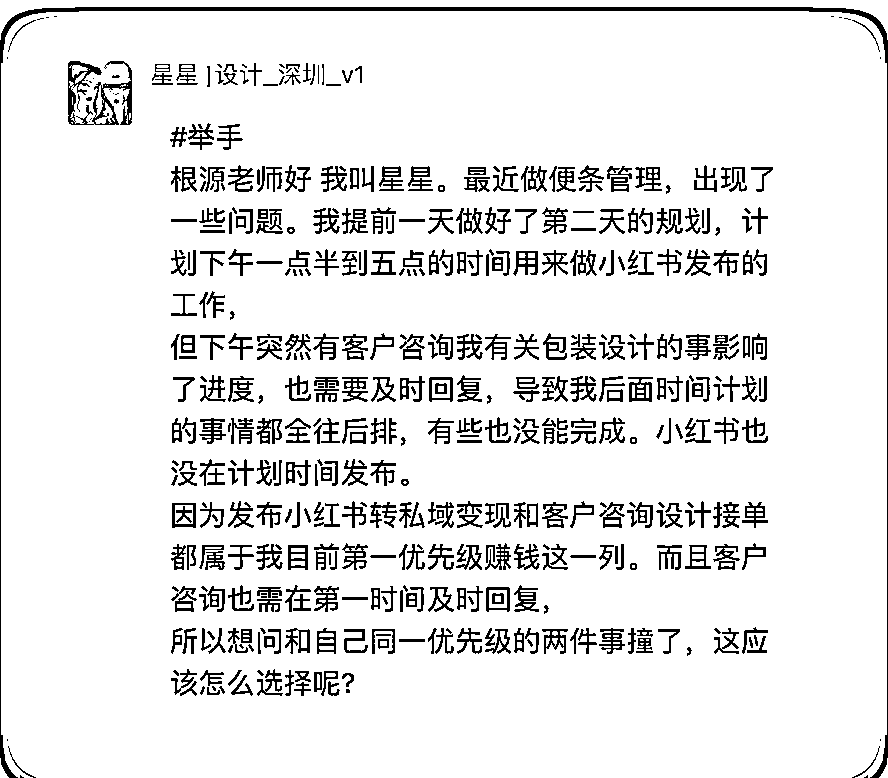 星星 | 设计_深圳_v1
#举手
根源老师好 我叫星星。最近做便条管理，出现了
一些问题。我提前一天做好了第二天的规划，计
划下午一点半到五点的时间用来做小红书发布的
工作，
但下午突然有客户咨询我有关包装设计的事影响
了进度，也需要及时回复，导致我后面时间计划
的事情都全往后排，有些也没能完成。小红书也
没在计划时间发布。
因为发布小红书转私域变现和客户咨询设计接单
都属于我目前第一优先级赚钱这一列。而且客户
咨询也需在第一时间及时回复，
所以想问和自己同一优先级的两件事撞了，这应
该怎么选择呢？